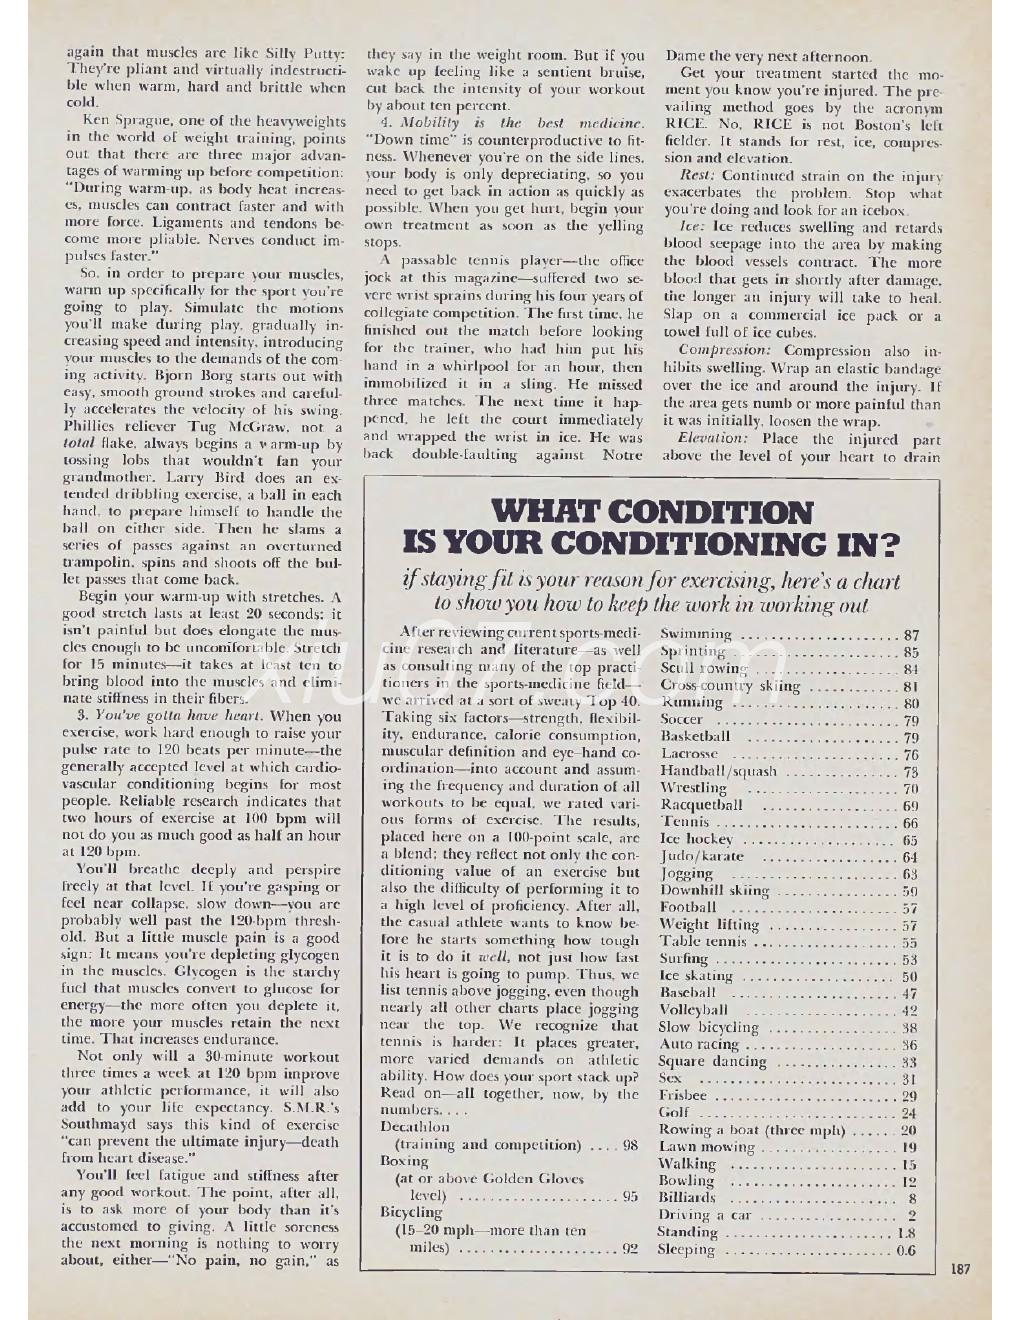 again that muscles are like Silly Putty:
They're pliant and virtually indestructi-
ble when warm, hard and brittle when
cold.
Ken Sprague, one of the heavyweights
in the world of weight training, points
out that there are three major advan-
tages of warming up before competition:
"During warm-up, as body heat increas-
es, muscles can contract faster and with
more force. Ligaments and tendons be-
come more pliable. Nerves conduct im-
pulses faster."
So, in order to prepare your muscles,
warm up specifically for the sport you're
going to play. Simulate the motions
you'll make during play, gradually in-
creasing speed and intensity, introducing
your muscles to the demands of the com-
ing activity. Bjorn Borg starts out with
easy, smooth ground strokes and careful-
ly accelerates the velocity of his swing.
Phillies reliever Tug McGraw, not a
total flake, always begins a warm-up by
tossing lobs that wouldn't fan your
grandmother. Larry Bird does an ex-
tended dribbling exercise, a ball in each
hand, to prepare himself to handle the
ball on either side. Then he slams a
series of passes against an overturned
trampolin, spins and shoots off the bul-
let passes that come back.
Begin your warm-up with stretches. A
good stretch lasts at least 20 seconds; it
isn't painful but does elongate the mus-
cles enough to be uncomfortable. Stretch
for 15 minutes—it takes at least ten to
bring blood into the muscles and elimi-
nate stiffness in their fibers.
3. You've gotta have heart. When you
exercise, work hard enough to raise your
pulse rate to 120 beats per minute—the
generally accepted level at which cardio-
vascular conditioning begins for most
people. Reliable research indicates that
two hours of exercise at 100 bpm will
not do you as much good as half an hour
at 120 bpm.
You'll breathe deeply and perspire
freely at that level. If you're gasping or
feel near collapse, slow down—you are
probably well past the 120-bpm thresh-
old. But a little muscle pain is a good
sign: It means you're depleting glycogen
in the muscles. Glycogen is the starchy
fuel that muscles convert to glucose for
energy—the more often you deplete it,
the more your muscles retain the next
time. That increases endurance.
Not only will a 30-minute workout
three times a week at 120 bpm improve
your athletic performance, it will also
add to your life expectancy. S.M.R.'s
Southmayd says this kind of exercise
"can prevent the ultimate injury—death
from heart disease."
You'll feel fatigue and stiffness after
any good workout. The point, after all,
is to ask more of your body than it's
accustomed to giving. A little soreness
the next morning is nothing to worry
about, either—"No pain, no gain," as
they say in the weight room. But if you
wake up feeling like a sentient bruise,
cut back the intensity of your workout
by about ten percent.
4. Mobility is the best medicine.
"Down time" is counterproductive to fit-
ness. Whenever you're on the side lines,
your body is only depreciating, so you
need to get back in action as quickly as
possible. When you get hurt, begin your
own treatment as soon as the yelling
stops.
A passable tennis player—the office
jock at this magazine—suffered two se-
vere wrist sprains during his four years of
collegiate competition. The first time, he
finished out the match before looking
for the trainer, who had him put his
hand in a whirlpool for an hour, then
immobilized it in a sling. He missed
three matches. The next time it hap-
pened, he left the court immediately
and wrapped the wrist in ice. He was
back double-faulting against Notre
Dame the very next afternoon.
Get your treatment started the mo-
ment you know you're injured. The pre-
vailing method goes by the acronym
RICE. No, RICE is not Boston's left
fielder. It stands for rest, ice, compres-
sion and elevation.
Rest: Continued strain on the injury
exacerbates the problem. Stop what
you're doing and look for an icebox.
Ice: Ice reduces swelling and retards
blood seepage into the area by making
the blood vessels contract. The more
blood that gets in shortly after damage,
the longer an injury will take to heal.
Slap on a commercial ice pack or a
towel full of ice cubes.
Compression: Compression also in-
hibits swelling. Wrap an elastic bandage
over the ice and around the injury. If
the area gets numb or more painful than
it was initially, loosen the wrap.
Elevation: Place the injured part
above the level of your heart to drain
WHAT CONDITION
IS YOUR CONDITIONING IN?
if staying fit is your reason for exercising, here's a chart
to show you how to keep the work in working out
After reviewing current sports-medi-
cine research and literature—as well
as consulting many of the top practi-
tioners in the sports-medicine field—
we arrived at a sort of sweaty Top 40.
Taking six factors—strength, flexibil-
ity, endurance, calorie consumption,
muscular definition and eye-hand co-
ordination—into account and assum-
ing the frequency and duration of all
workouts to be equal, we rated vari-
ous forms of exercise. The results,
placed here on a 100-point scale, are
a blend; they reflect not only the con-
ditioning value of an exercise but
also the difficulty of performing it to
a high level of proficiency. After all,
the casual athlete wants to know be-
fore he starts something how tough
it is to do it well, not just how fast
his heart is going to pump. Thus, we
list tennis above jogging, even though
nearly all other charts place jogging
near the top. We recognize that
tennis is harder: It places greater,
more varied demands on athletic
ability. How does your sport stack up?
Read on—all together, now, by the
numbers. . . .
Decathlon
(training and competition) .... 98
Boxing
(at or above Golden Gloves
level) .................... 95
Bicycling
(15–20 mph—more than ten
miles) .................... 92
Swimming .................... 87
Sprinting .................... 85
Scull rowing .................. 84
Cross-country skiing ........... 81
Running ..................... 80
Soccer ...................... 79
Basketball ................... 79
Lacrosse ..................... 76
Handball/squash .............. 73
Wrestling .................... 70
Racquetball .................. 69
Tennis ....................... 66
Ice hockey ................... 65
Judo/karate .................. 64
Jogging ...................... 63
Downhill skiing ............... 59
Football ..................... 57
Weight lifting ................. 57
Table tennis .................. 55
Surfing ....................... 53
Ice skating .................... 50
Baseball ..................... 47
Volleyball .................... 42
Slow bicycling ................ 38
Auto racing ................... 36
Square dancing ............... 33
Sex ......................... 31
Frisbee ....................... 29
Golf ......................... 24
Rowing a boat (three mph) ...... 20
Lawn mowing ................. 19
Walking ..................... 15
Bowling ..................... 12
Billiards ..................... 8
Driving a car ................. 2
Standing ..................... 1.8
Sleeping ..................... 0.6
187
xiu97.com